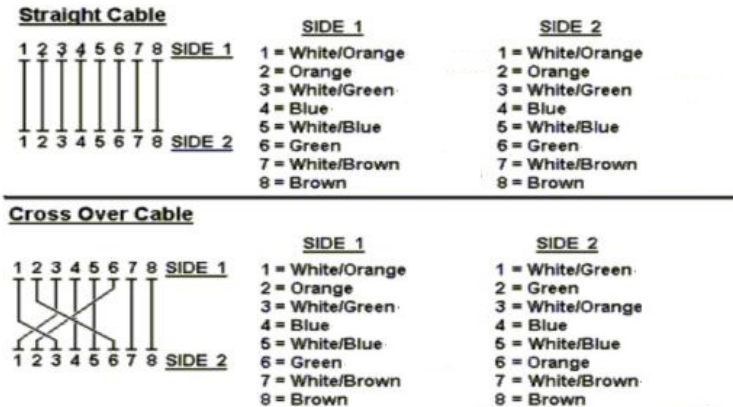 Straight Cable
1 2 3 4 5 6 7 8 SIDE 1
1 2 3 4 5 6 7 8 SIDE 2
SIDE 1
1 = White/Orange
2 = Orange
3 = White/Green
4 = Blue
5 = White/Blue
6 = Green
7 = White/Brown
8 = Brown
SIDE 2
1 = White/Orange
2 = Orange
3 = White/Green
4 = Blue
5 = White/Blue
6 = Green
7 = White/Brown
8 = Brown
Cross Over Cable
1 2 3 4 5 6 7 8 SIDE 1
1 2 3 4 5 6 7 8 SIDE 2
SIDE 1
1 = White/Orange
2 = Orange
3 = White/Green
4 = Blue
5 = White/Blue
6 = Green
7 = White/Brown
8 = Brown
SIDE 2
1 = White/Green
2 = Green
3 = White/Orange
4 = Blue
5 = White/Blue
6 = Orange
7 = White/Brown
8 = Brown